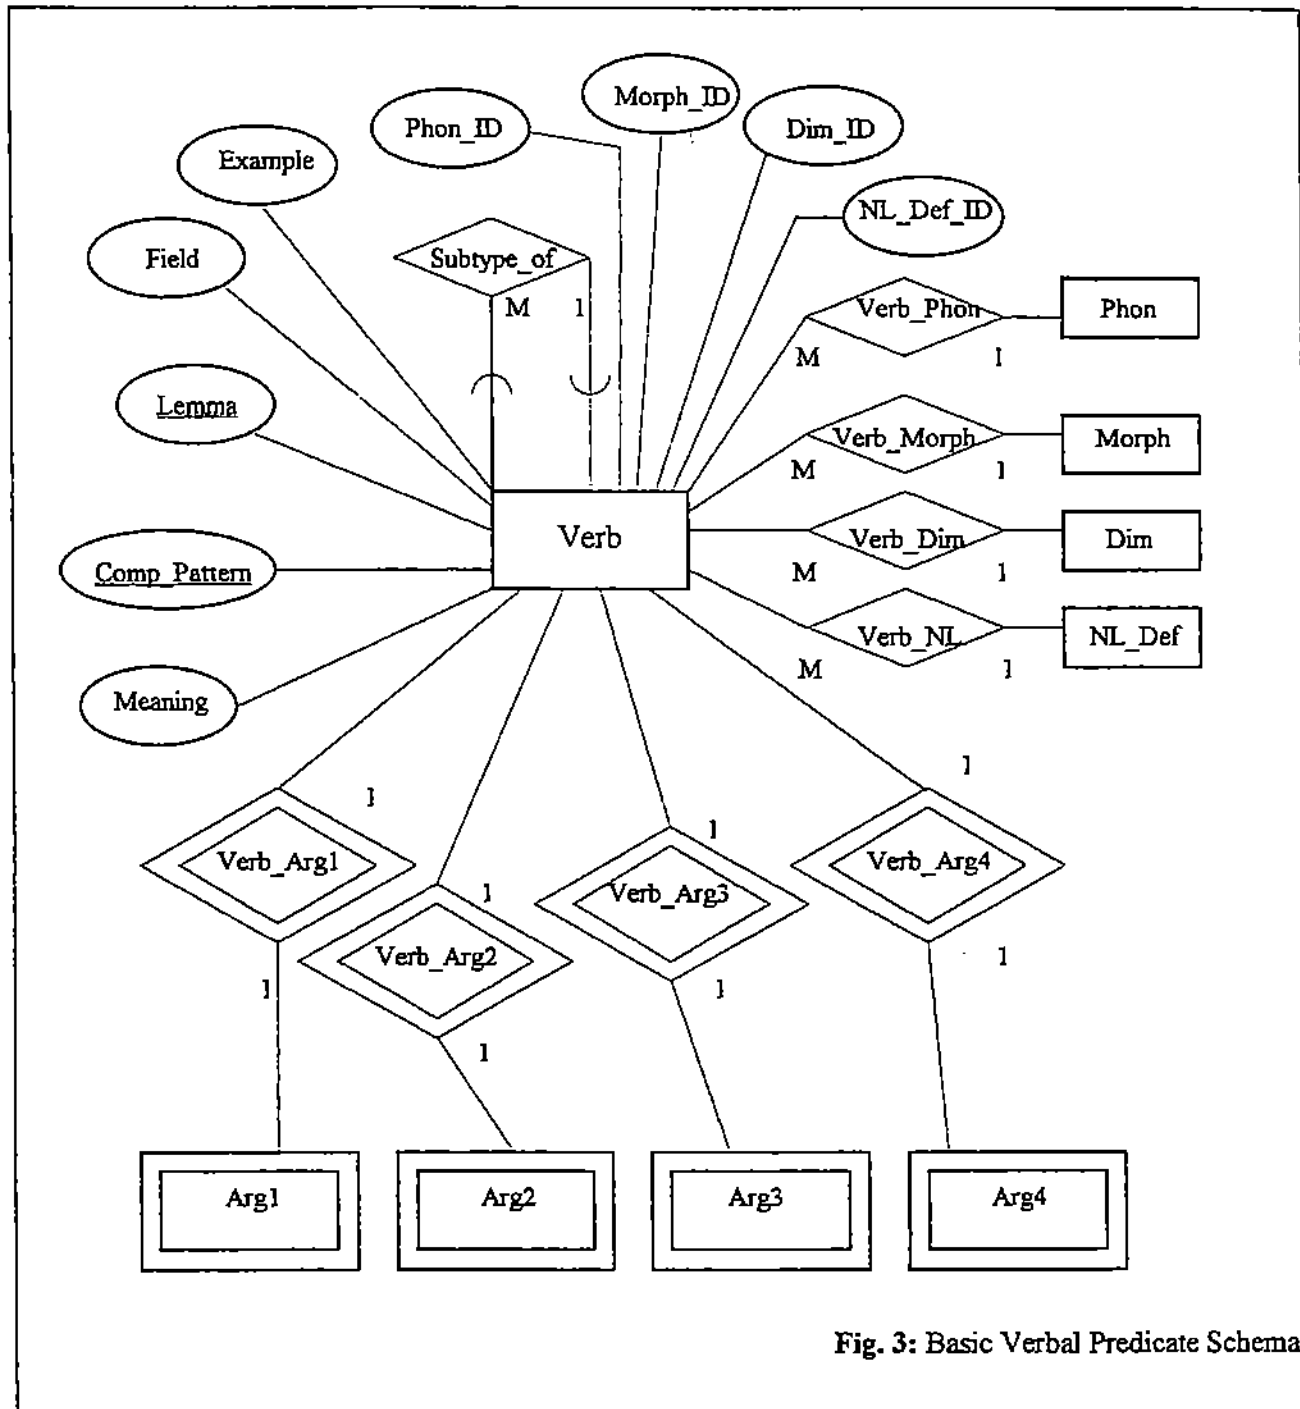 Morph_ID
Phon_ID
Dim_ID
Example
NL_Def_ID
Field
Subtype_of
M 1
Verb_Phon
Phon
M 1
Lemma
Verb_Morph
Morph
M 1
Verb
Verb_Dim
Dim
Comp_Pattern
M 1
Verb_NL
NL_Def
M 1
Meaning
1
1
1
1
Verb_Arg1
Verb_Arg4
Verb_Arg3
Verb_Arg2
1
1
1
1
Arg1
Arg2
Arg3
Arg4
Fig. 3: Basic Verbal Predicate Schema